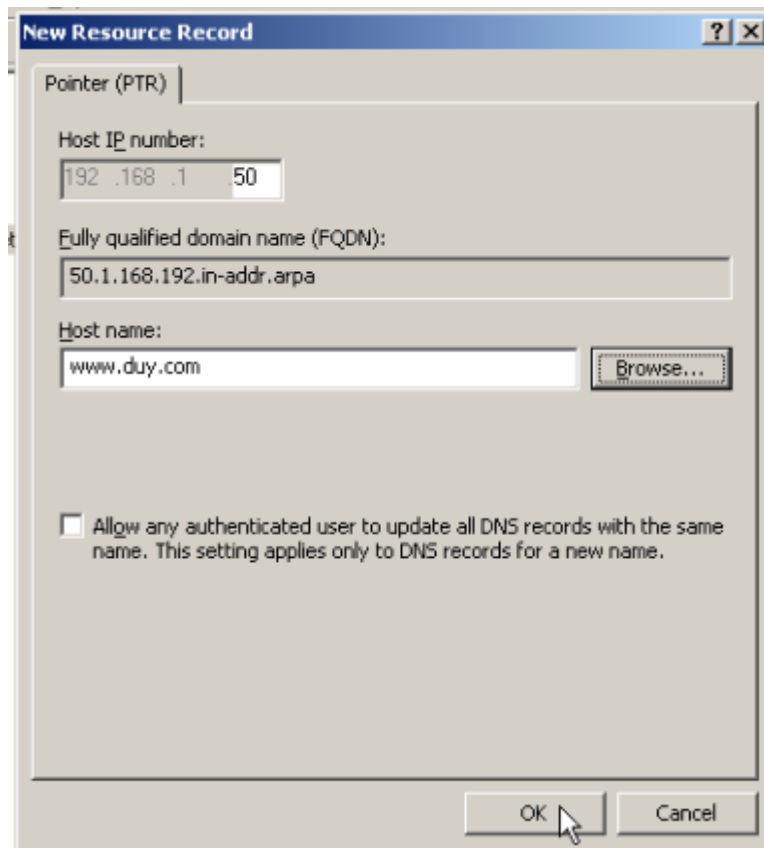 New Resource Record
Pointer (PTR)
Host IP number:
192 .168 .1 .50
Fully qualified domain name (FQDN):
50.1.168.192.in-addr.arpa
Host name:
www.duy.com
Browse...
Allow any authenticated user to update all DNS records with the same
name. This setting applies only to DNS records for a new name.
OK
Cancel